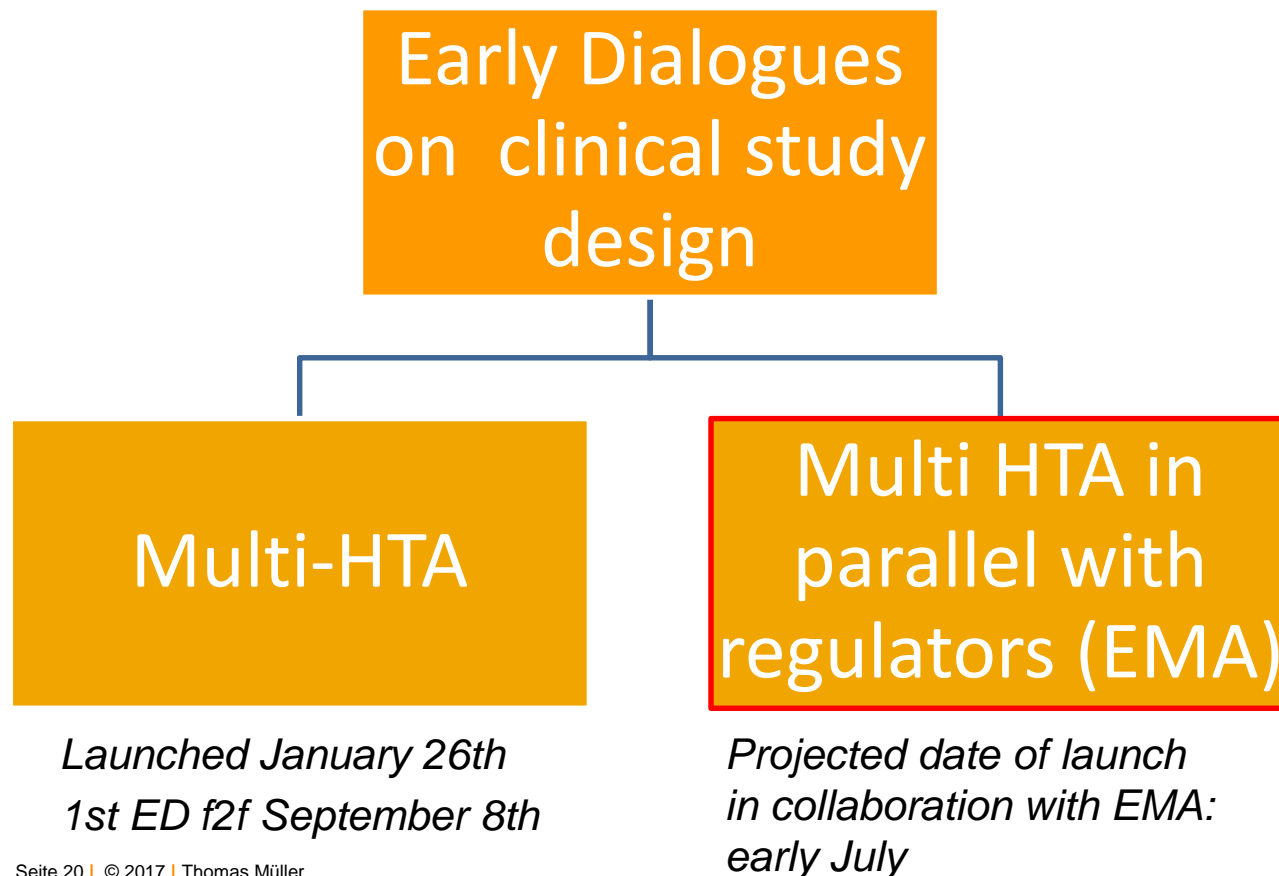 Early Dialogues
on clinical study
design
Multi-HTA
Multi HTA in
parallel with
regulators (EMA)
Launched January 26th
1st ED f2f September 8th
Projected date of launch
in collaboration with EMA:
early July
Seite 20 | © 2017 | Thomas Müller